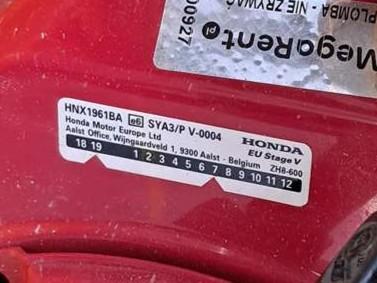 PLOMBA - NIE ZRYWAĆ
00927
MegaRent.pl
HNX1961BA e6 SYA3/P V-0004
Honda Motor Europe Ltd
HONDA
Aalst Office, Wijngaardveld 1, 9300 Aalst - Belgium
EU Stage V
ZH8-600
18 19 1 2 3 4 5 6 7 8 9 10 11 12